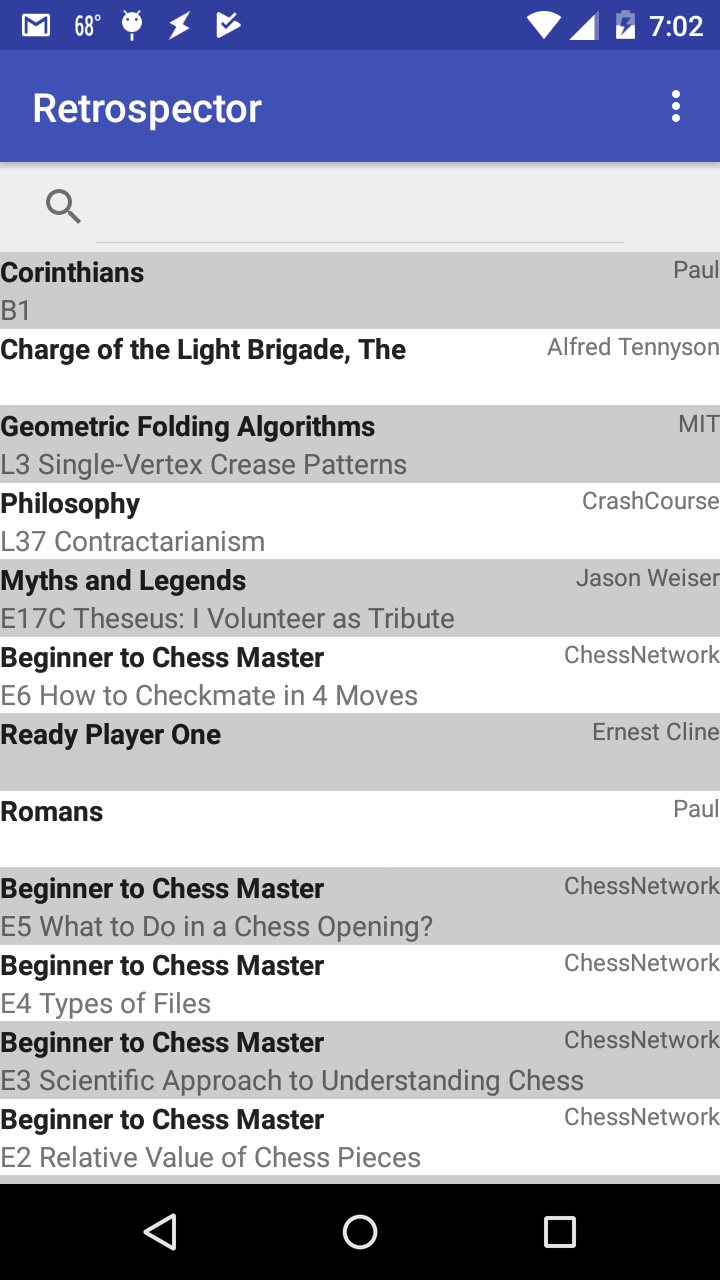 68° 7:02
Retrospector
Corinthians Paul
B1
Charge of the Light Brigade, The Alfred Tennyson
Geometric Folding Algorithms MIT
L3 Single-Vertex Crease Patterns
Philosophy CrashCourse
L37 Contractarianism
Myths and Legends Jason Weiser
E17C Theseus: I Volunteer as Tribute
Beginner to Chess Master ChessNetwork
E6 How to Checkmate in 4 Moves
Ready Player One Ernest Cline
Romans Paul
Beginner to Chess Master ChessNetwork
E5 What to Do in a Chess Opening?
Beginner to Chess Master ChessNetwork
E4 Types of Files
Beginner to Chess Master ChessNetwork
E3 Scientific Approach to Understanding Chess
Beginner to Chess Master ChessNetwork
E2 Relative Value of Chess Pieces